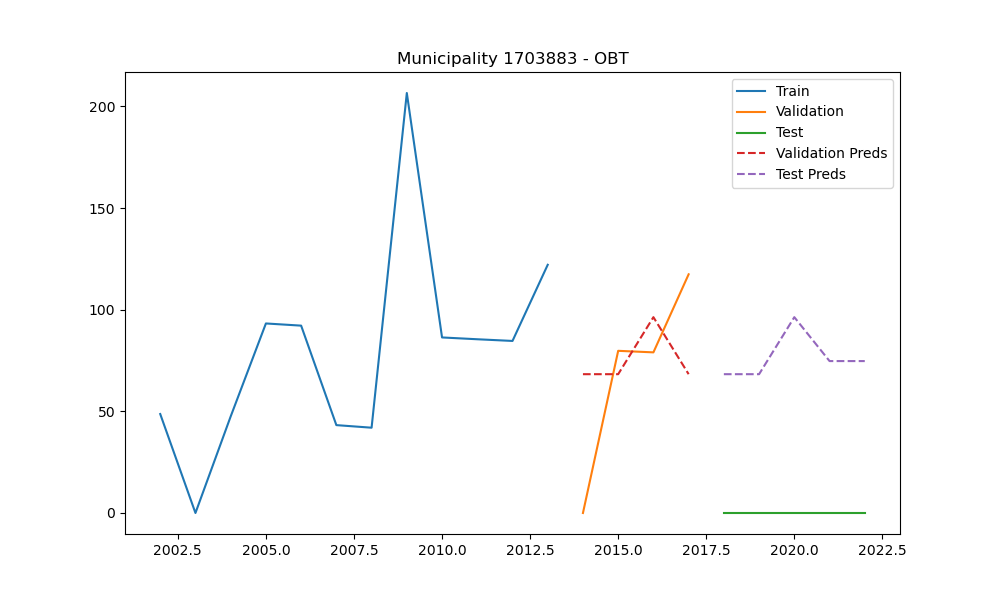 Municipality 1703883 - OBT
Train
Validation
Test
Validation Preds
Test Preds
200
150
100
50
0
2002.5 2005.0 2007.5 2010.0 2012.5 2015.0 2017.5 2020.0 2022.5